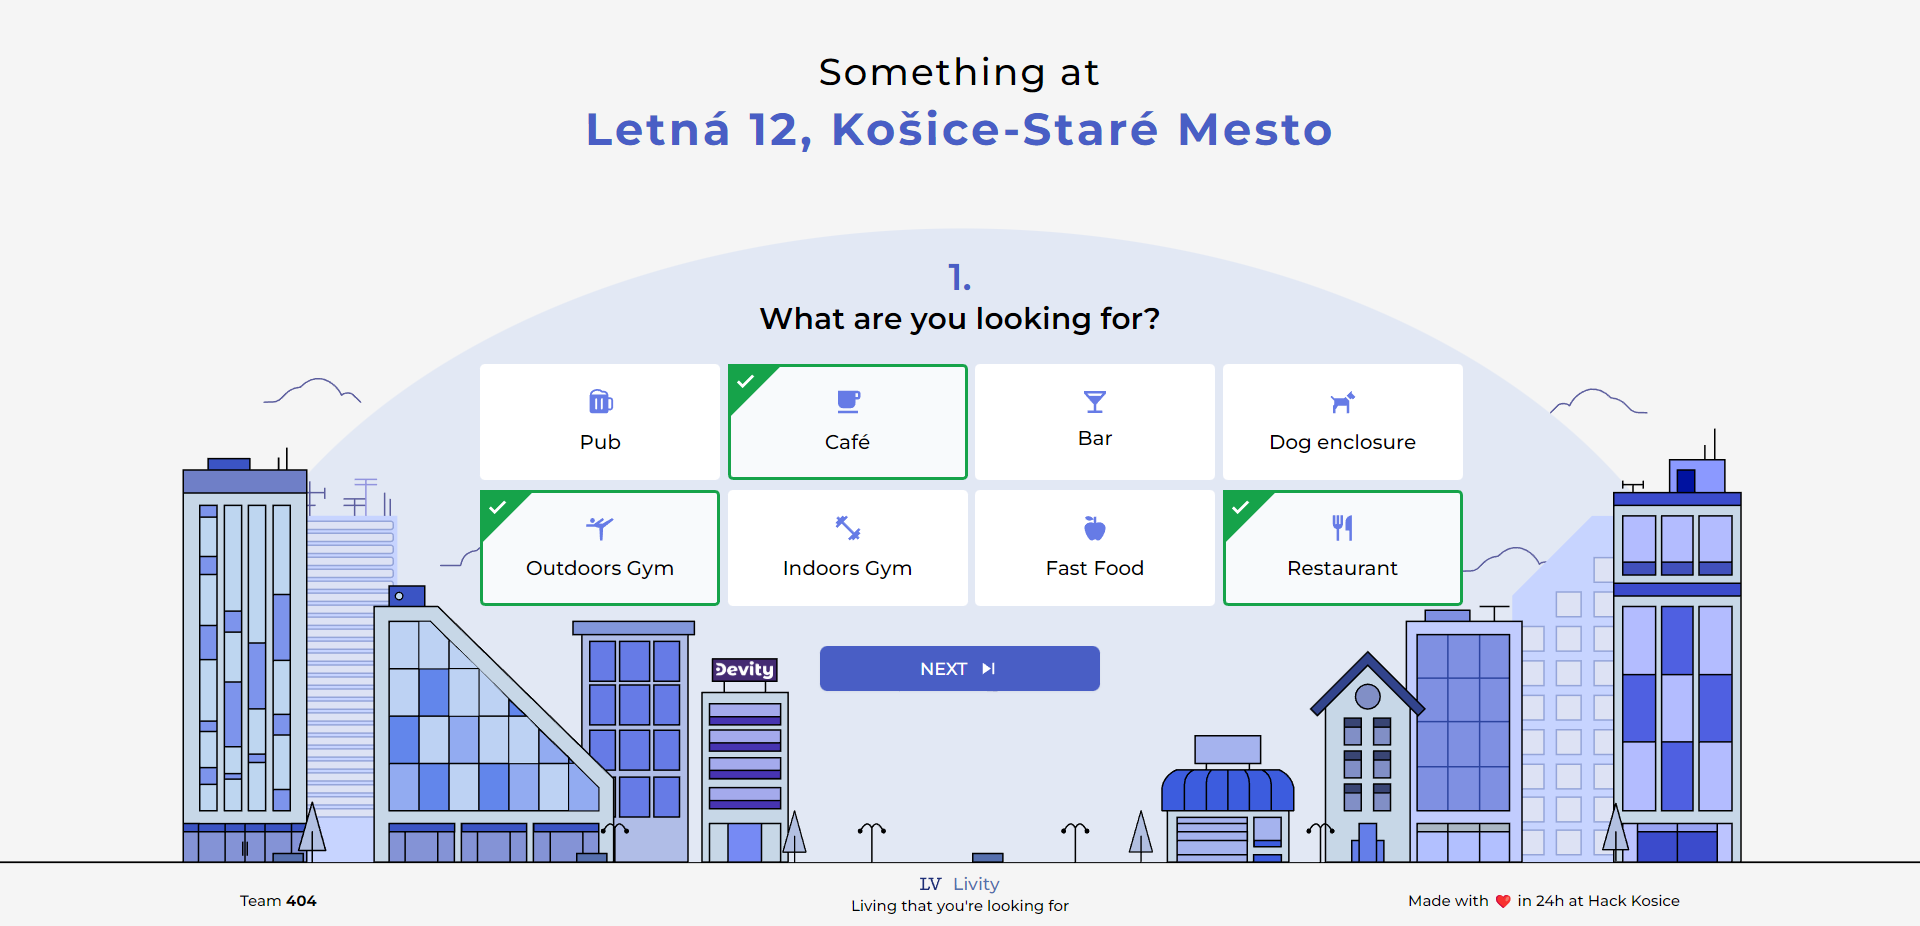 Something at
Letná 12, Košice-Staré Mesto
1.
What are you looking for?
Pub
Café
Bar
Dog enclosure
Outdoors Gym
Indoors Gym
Fast Food
Restaurant
NEXT
Devity
LV Livity
Living that you're looking for
Team 404
Made with ❤️ in 24h at Hack Kosice